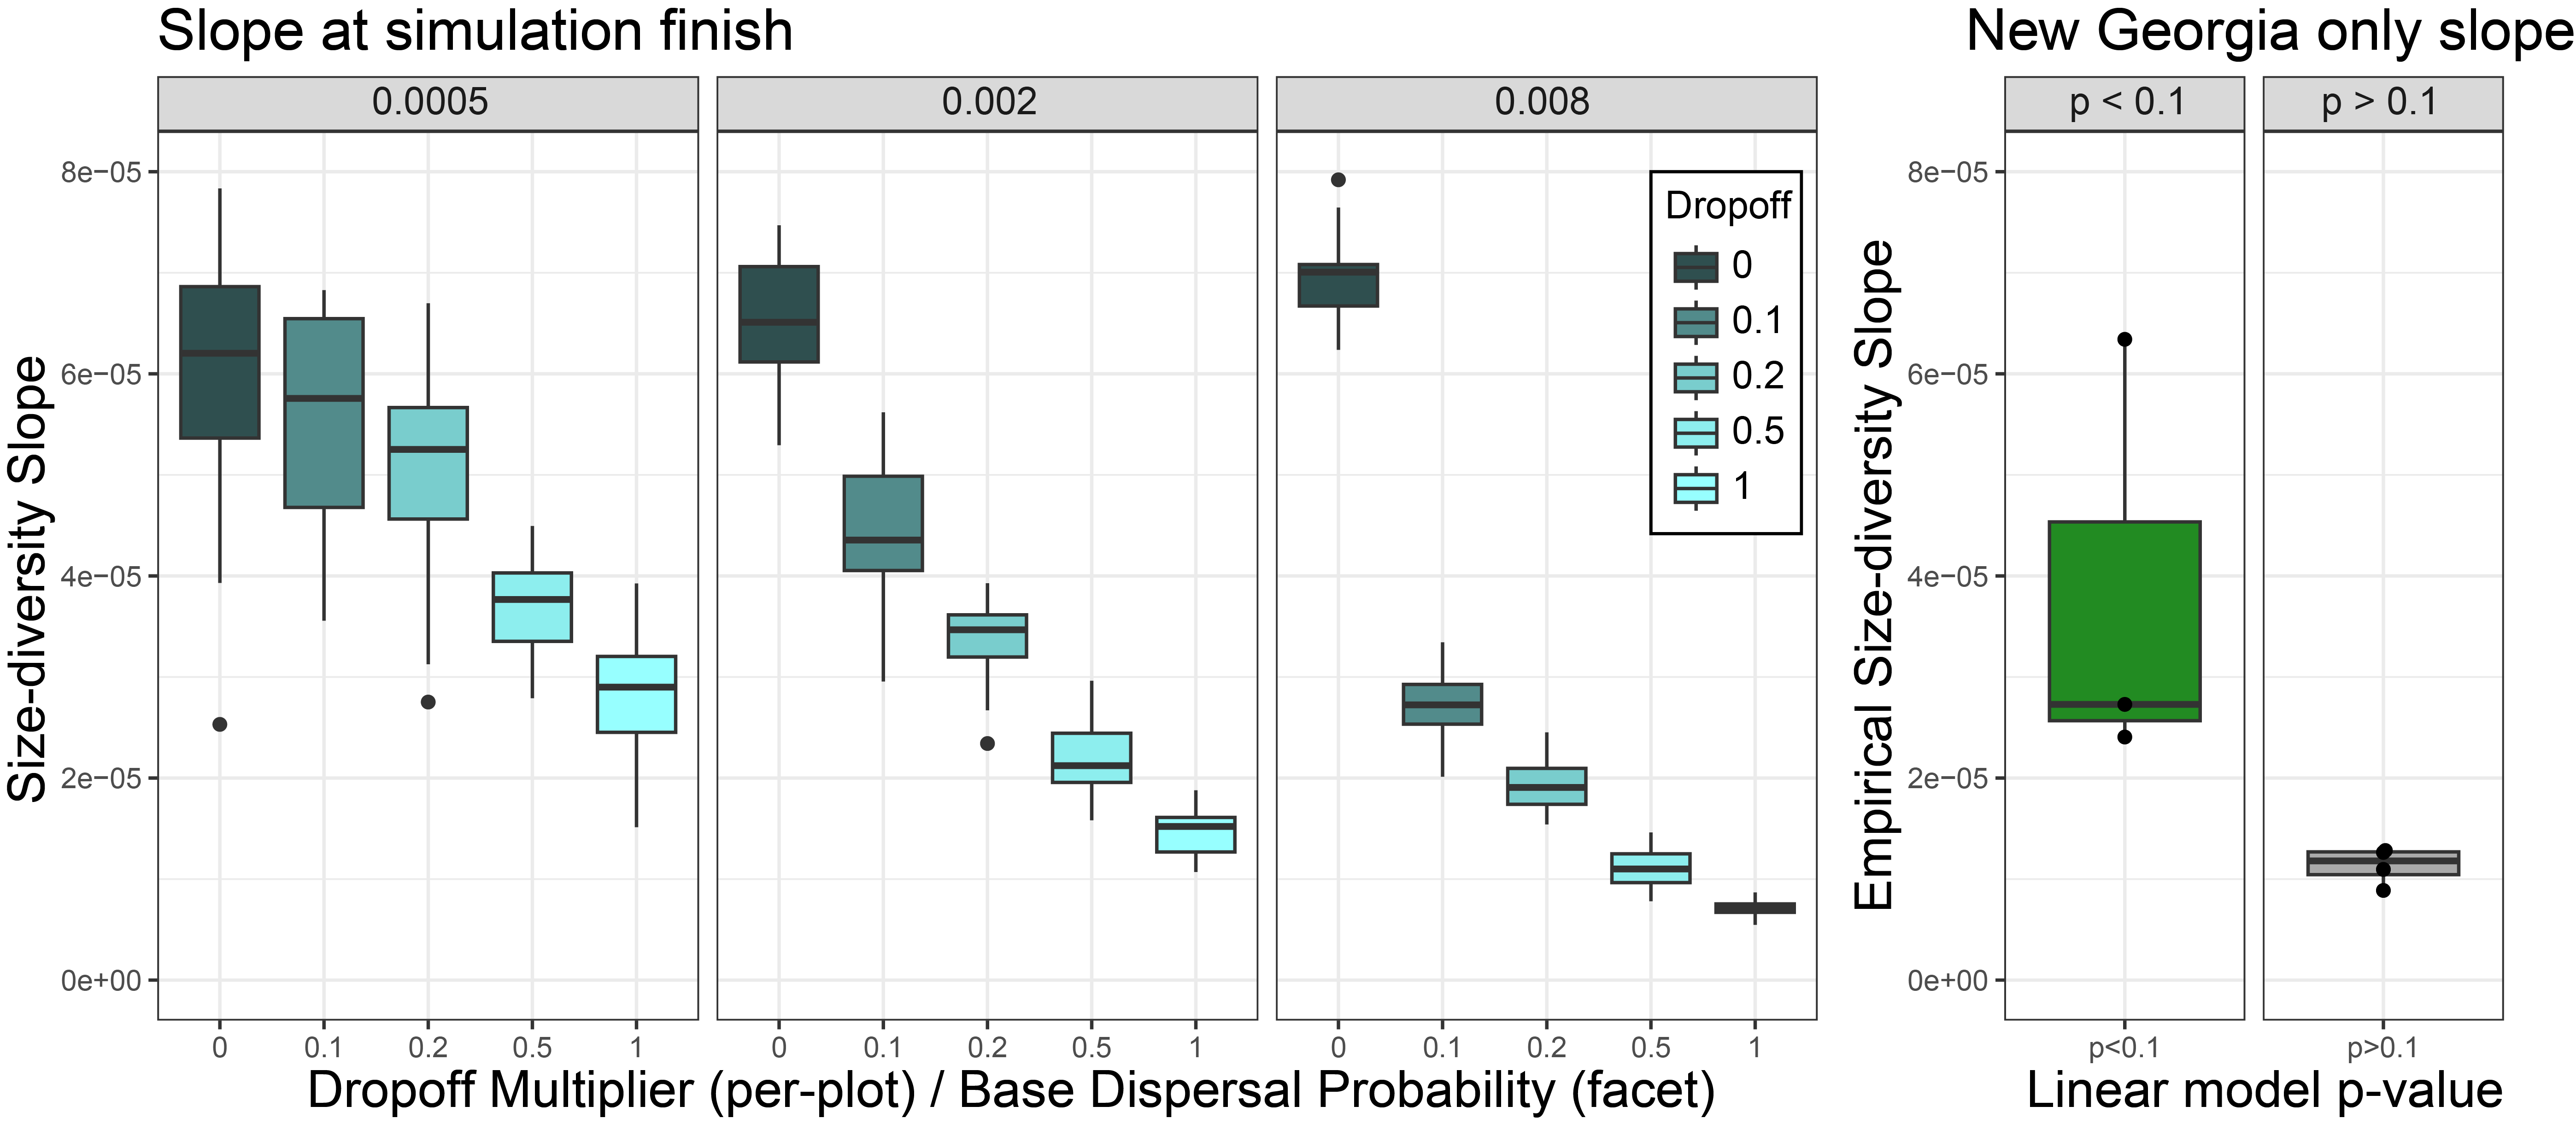 Slope at simulation finish
New Georgia only slope
0.0005
0.002
0.008
p < 0.1
p > 0.1
Size-diversity Slope
8e−05
6e−05
4e−05
2e−05
0e+00
Dropoff
0
0.1
0.2
0.5
1
Empirical Size-diversity Slope
8e−05
6e−05
4e−05
2e−05
0e+00
0 0.1 0.2 0.5 1
0 0.1 0.2 0.5 1
0 0.1 0.2 0.5 1
p<0.1
p>0.1
Dropoff Multiplier (per-plot) / Base Dispersal Probability (facet)
Linear model p-value